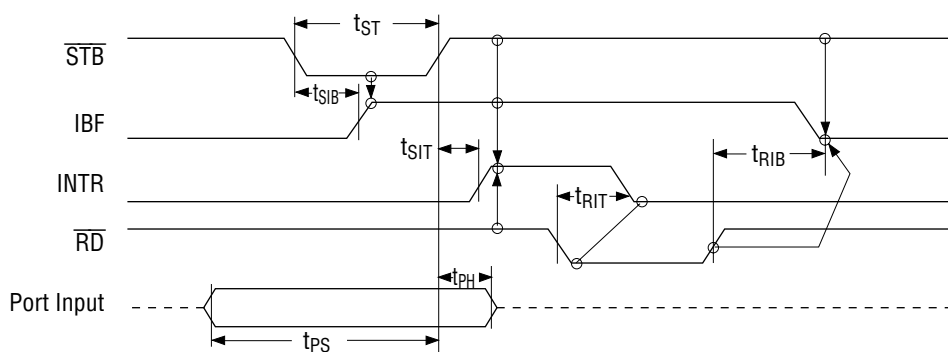 tST
STB
tSIB
IBF
tSIT
tRIB
INTR
tRIT
RD
tPH
Port Input
tPS